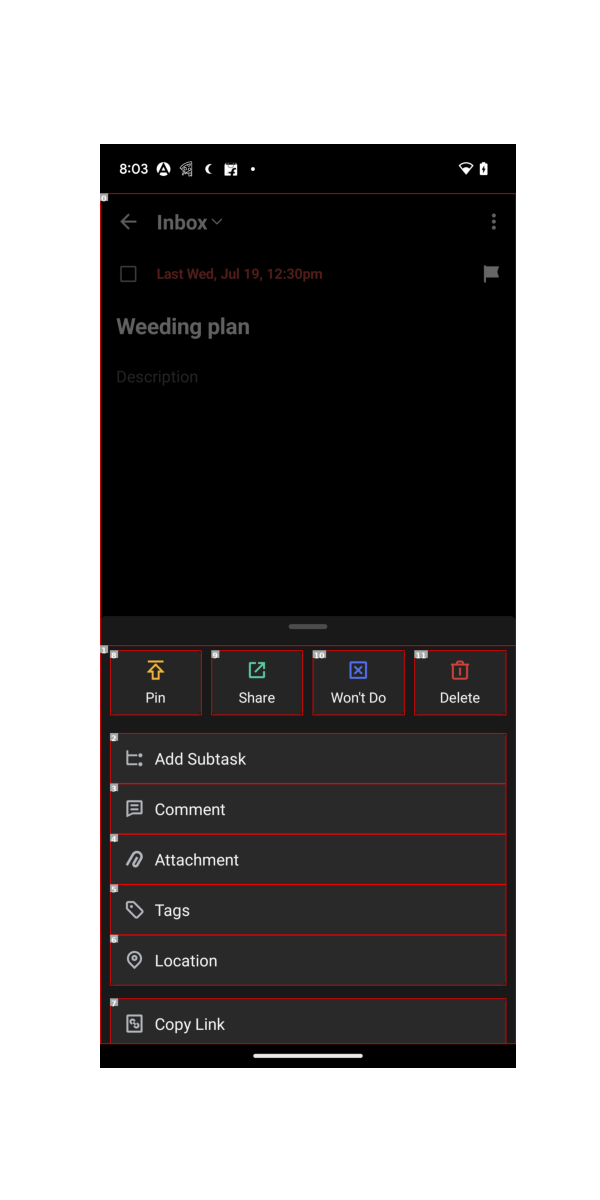 8:03
0
Inbox
Last Wed, Jul 19, 12:30pm
Weeding plan
Description
1
8
9
10
11
Pin
Share
Won't Do
Delete
2
Add Subtask
3
Comment
4
Attachment
5
Tags
6
Location
7
Copy Link